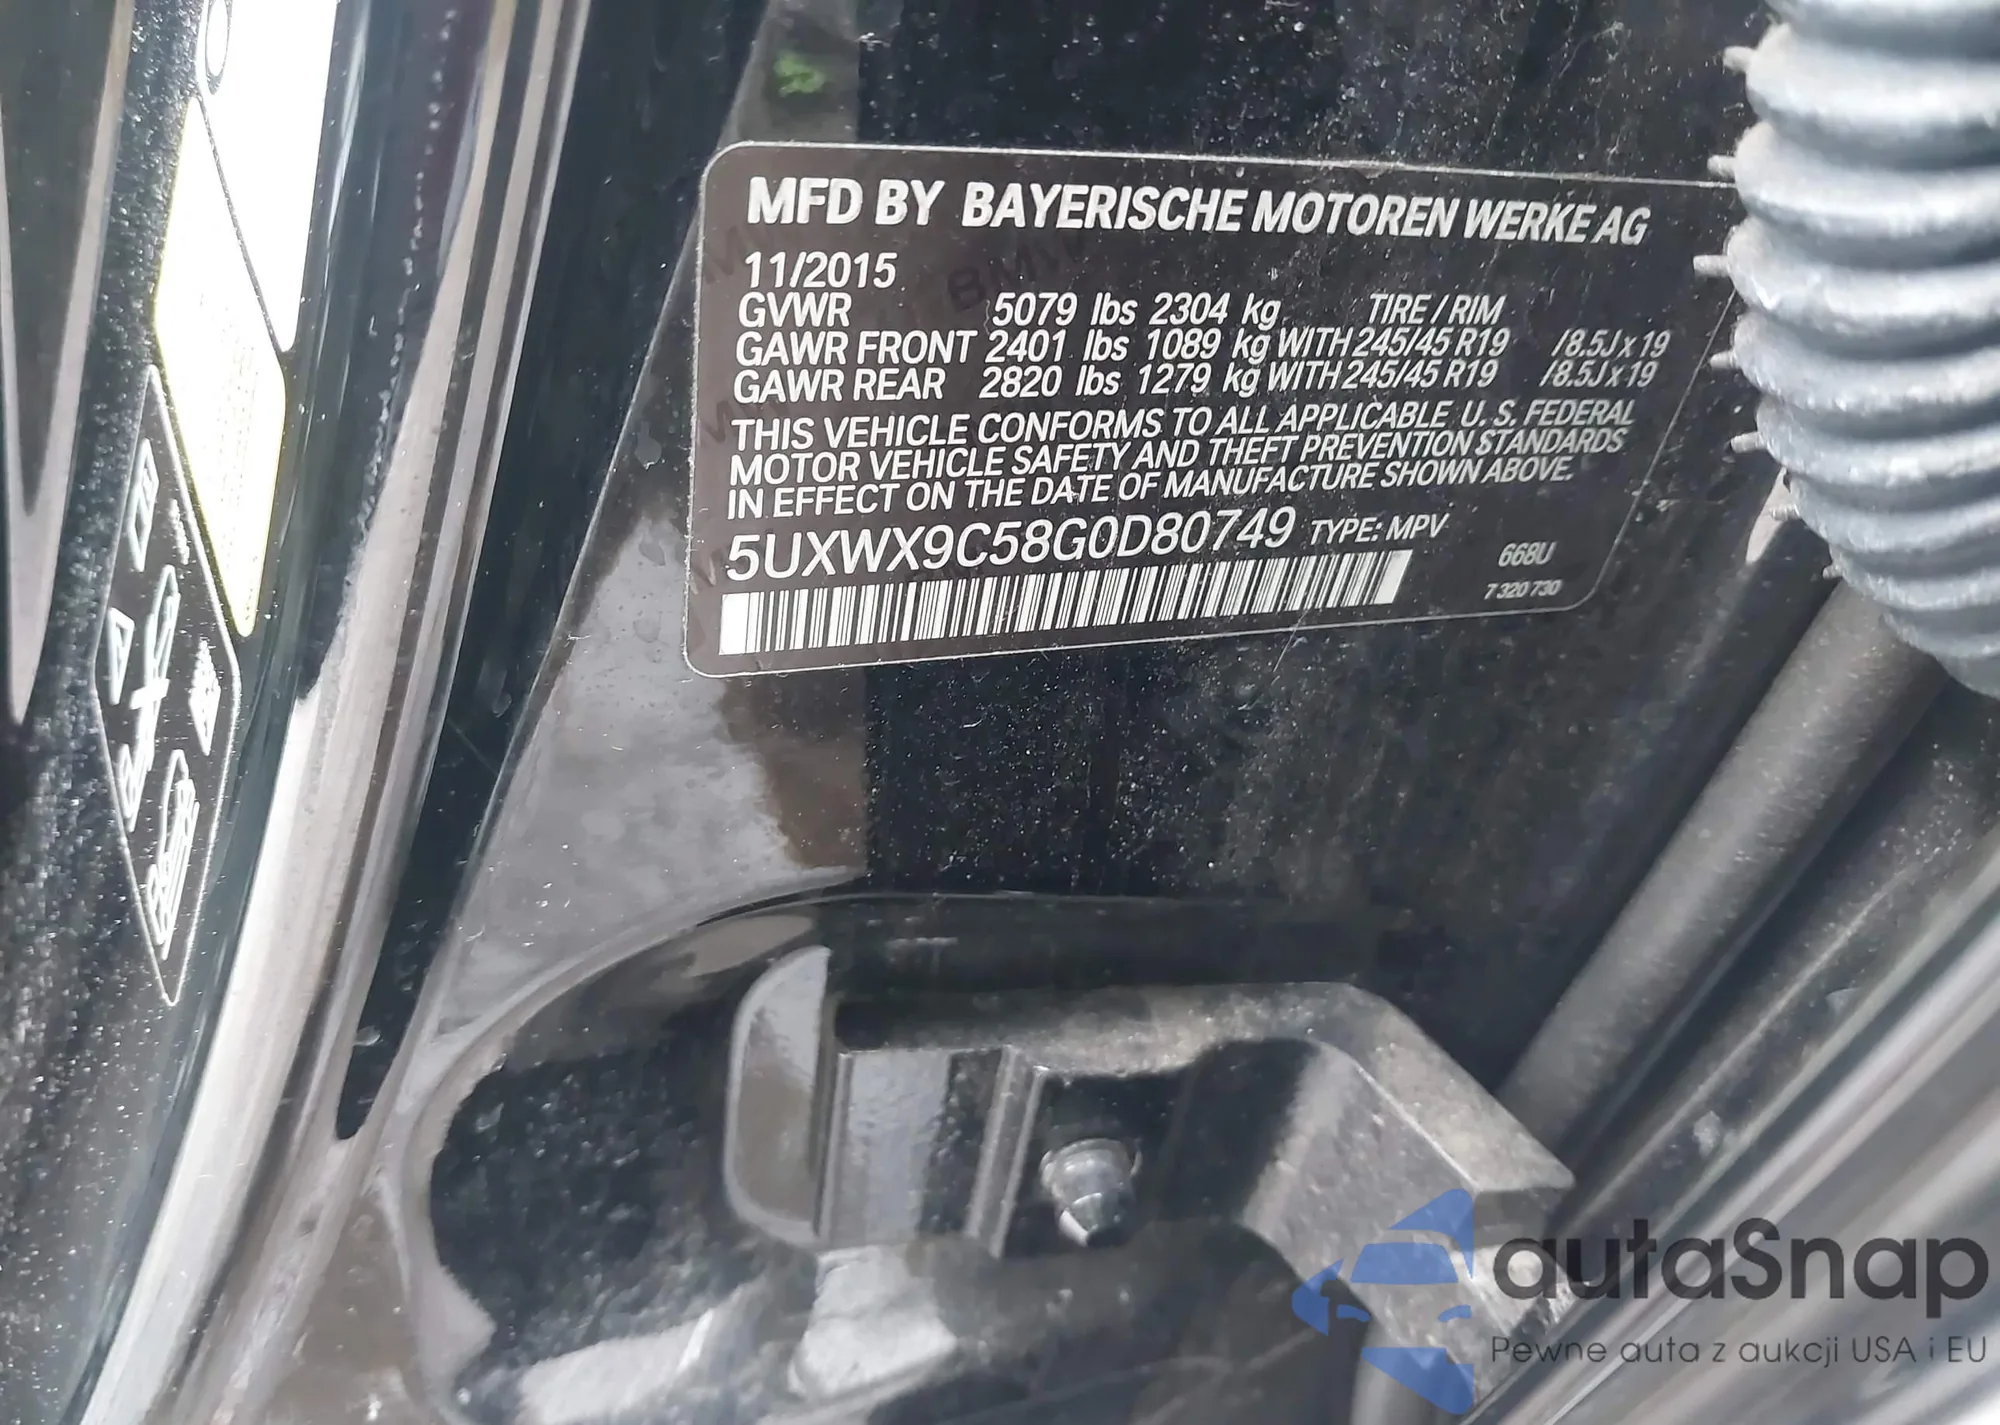 MFD BY BAYERISCHE MOTOREN WERKE AG
11/2015
GVWR 5079 lbs 2304 kg TIRE / RIM
GAWR FRONT 2401 lbs 1089 kg WITH 245/45 R19 /8.5J x 19
GAWR REAR 2820 lbs 1279 kg WITH 245/45 R19 /8.5J x 19
THIS VEHICLE CONFORMS TO ALL APPLICABLE U. S. FEDERAL
MOTOR VEHICLE SAFETY AND THEFT PREVENTION STANDARDS
IN EFFECT ON THE DATE OF MANUFACTURE SHOWN ABOVE.
5UXWX9C58G0D80749 TYPE: MPV
668U
7 320 730
autaSnap
Pewne auta z aukcji USA i EU